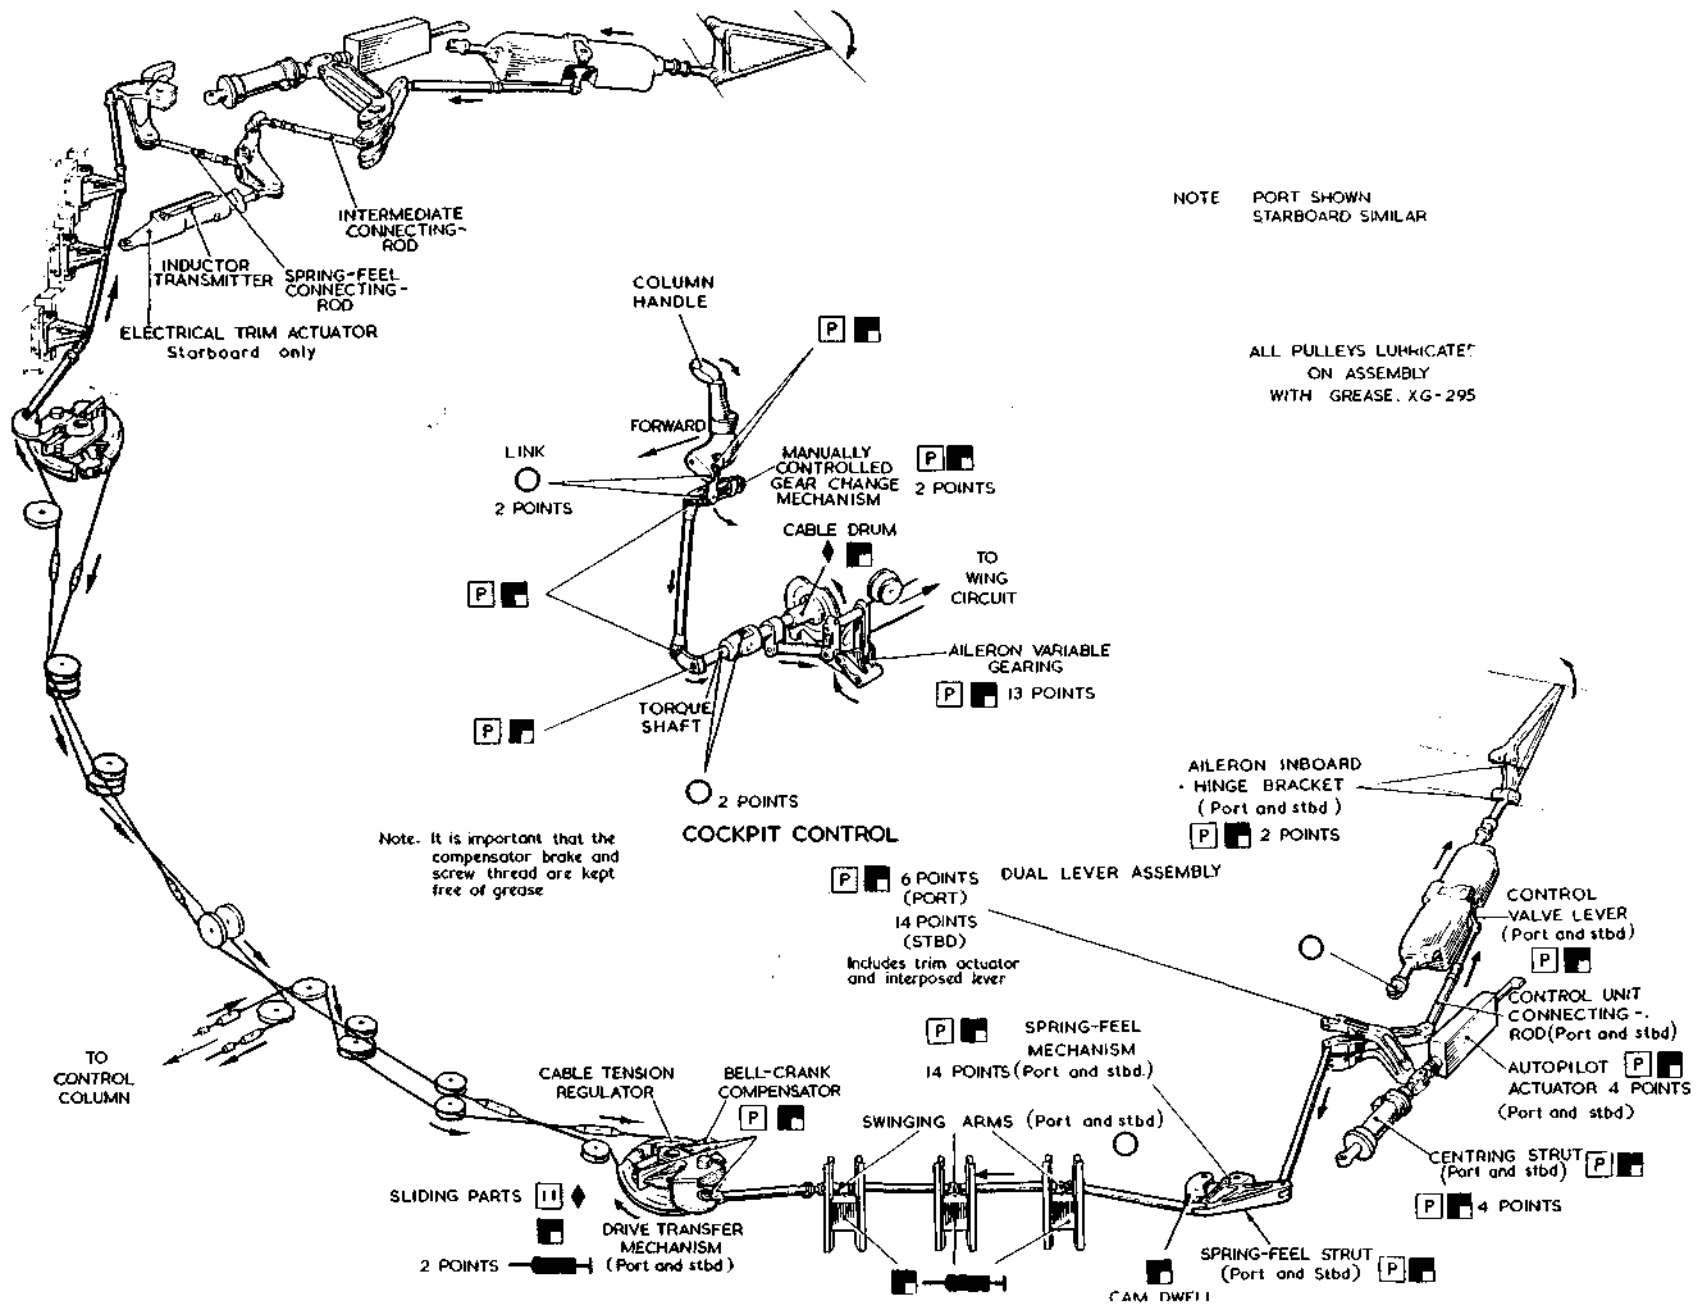 NOTE PORT SHOWN
STARBOARD SIMILAR
INTERMEDIATE
CONNECTING-
ROD
INDUCTOR
TRANSMITTER
SPRING-FEEL
CONNECTING-
ROD
ELECTRICAL TRIM ACTUATOR
Starboard only
COLUMN
HANDLE
P
ALL PULLEYS
ON ASSEMBLY
WITH GREASE. XG-295
FORWARD
LINK
2 POINTS
MANUALLY
CONTROLLED
GEAR CHANGE
MECHANISM
P
2 POINTS
CABLE DRUM
TO
WING
CIRCUIT
P
AILERON VARIABLE
GEARING
P 13 POINTS
TORQUE
SHAFT
P
2 POINTS
COCKPIT CONTROL
Note. It is important that the
compensator brake and
screw thread are kept
free of grease
AILERON INBOARD
HINGE BRACKET
(Port and stbd)
P 2 POINTS
P 6 POINTS
(PORT)
14 POINTS
(STBD)
Includes trim actuator
and interposed lever
DUAL LEVER ASSEMBLY
CONTROL
VALVE LEVER
(Port and stbd)
P
CONTROL UNIT
CONNECTING-
ROD (Port and stbd)
AUTOPILOT P
ACTUATOR 4 POINTS
(Port and stbd)
P
SPRING-FEEL
MECHANISM
14 POINTS (Port and stbd.)
TO
CONTROL
COLUMN
CABLE TENSION
REGULATOR
BELL-CRANK
COMPENSATOR
P
SWINGING ARMS (Port and stbd)
CENTRING STRUT P
(Port and stbd)
P 4 POINTS
SLIDING PARTS 11
DRIVE TRANSFER
MECHANISM
(Port and stbd)
2 POINTS
SPRING-FEEL STRUT
(Port and Stbd) P
CAM DWELL